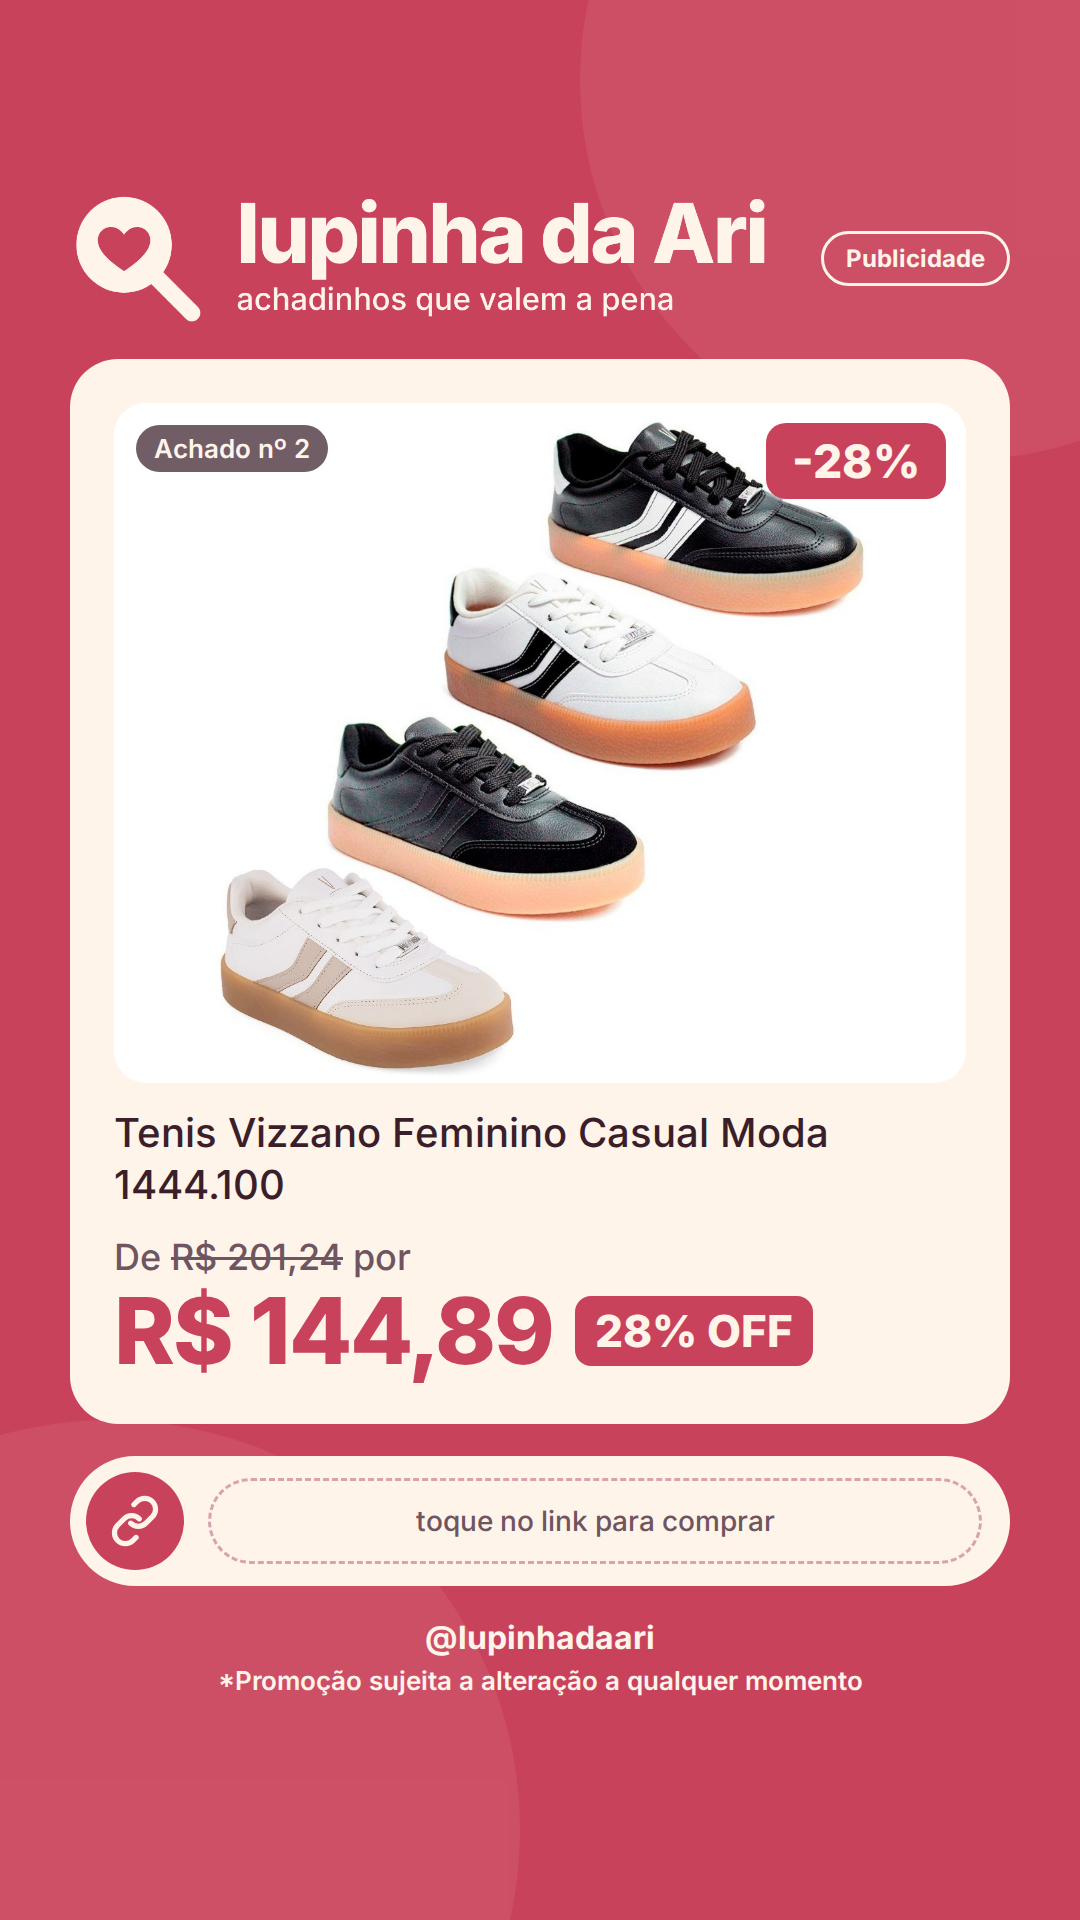 lupinha da Ari
achadinhos que valem a pena
Publicidade
Achado nº 2
-28%
Tenis Vizzano Feminino Casual Moda
1444.100
De R$ 201,24 por
R$ 144,89
28% OFF
toque no link para comprar
@lupinhadaari
*Promoção sujeita a alteração a qualquer momento